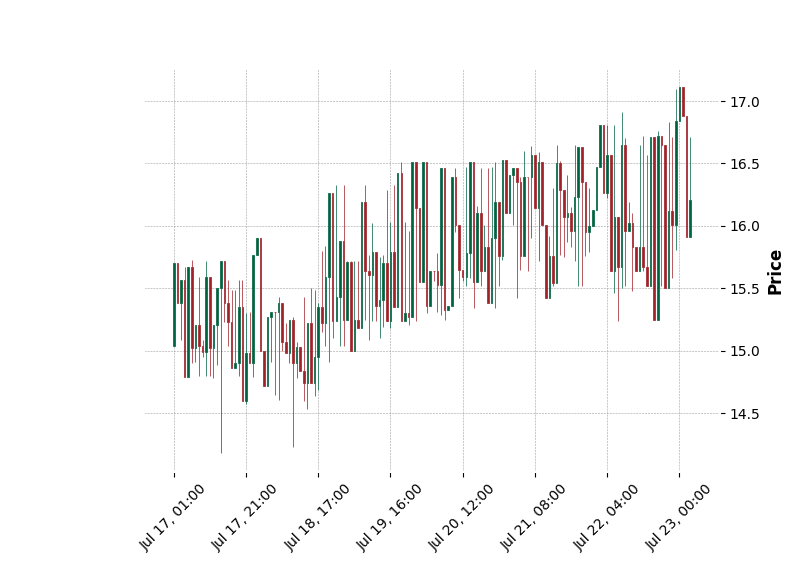 17.0
16.5
16.0
15.5
15.0
14.5
Price
Jul 17, 01:00
Jul 17, 21:00
Jul 18, 17:00
Jul 19, 16:00
Jul 20, 12:00
Jul 21, 08:00
Jul 22, 04:00
Jul 23, 00:00